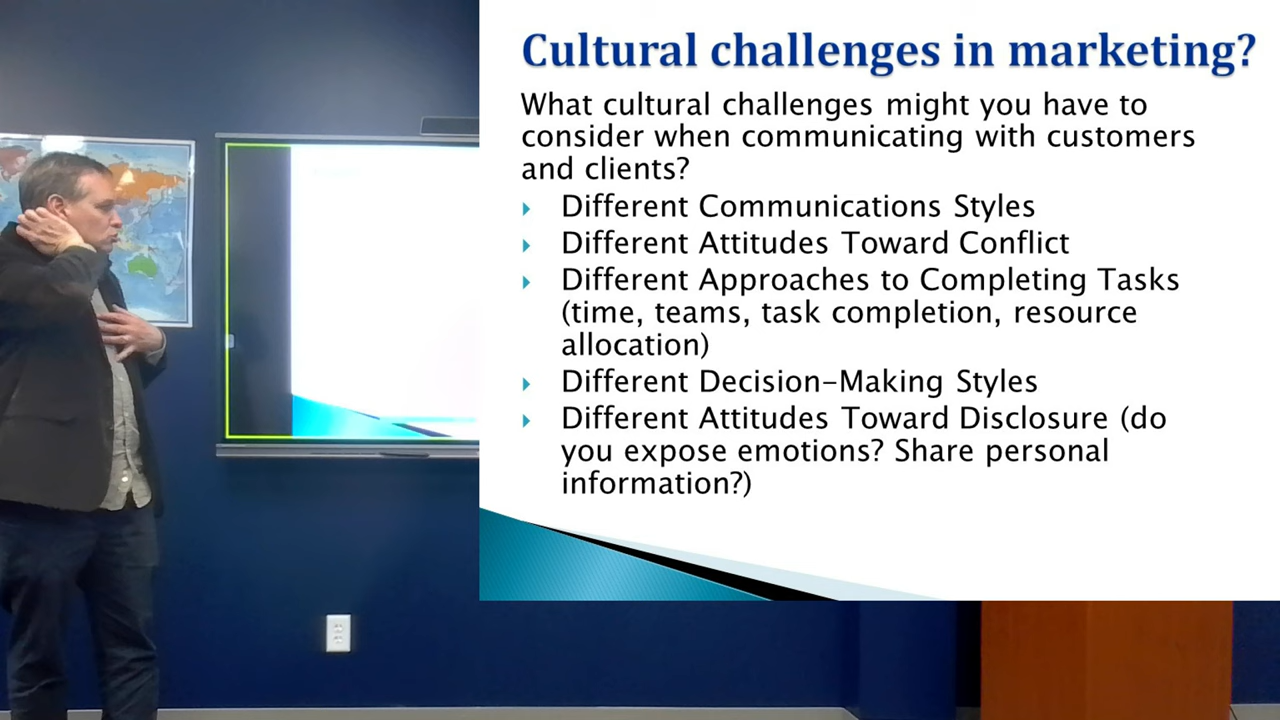 Cultural challenges in marketing?
What cultural challenges might you have to
consider when communicating with customers
and clients?
Different Communications Styles
Different Attitudes Toward Conflict
Different Approaches to Completing Tasks
(time, teams, task completion, resource
allocation)
Different Decision-Making Styles
Different Attitudes Toward Disclosure (do
you expose emotions? Share personal
information?)